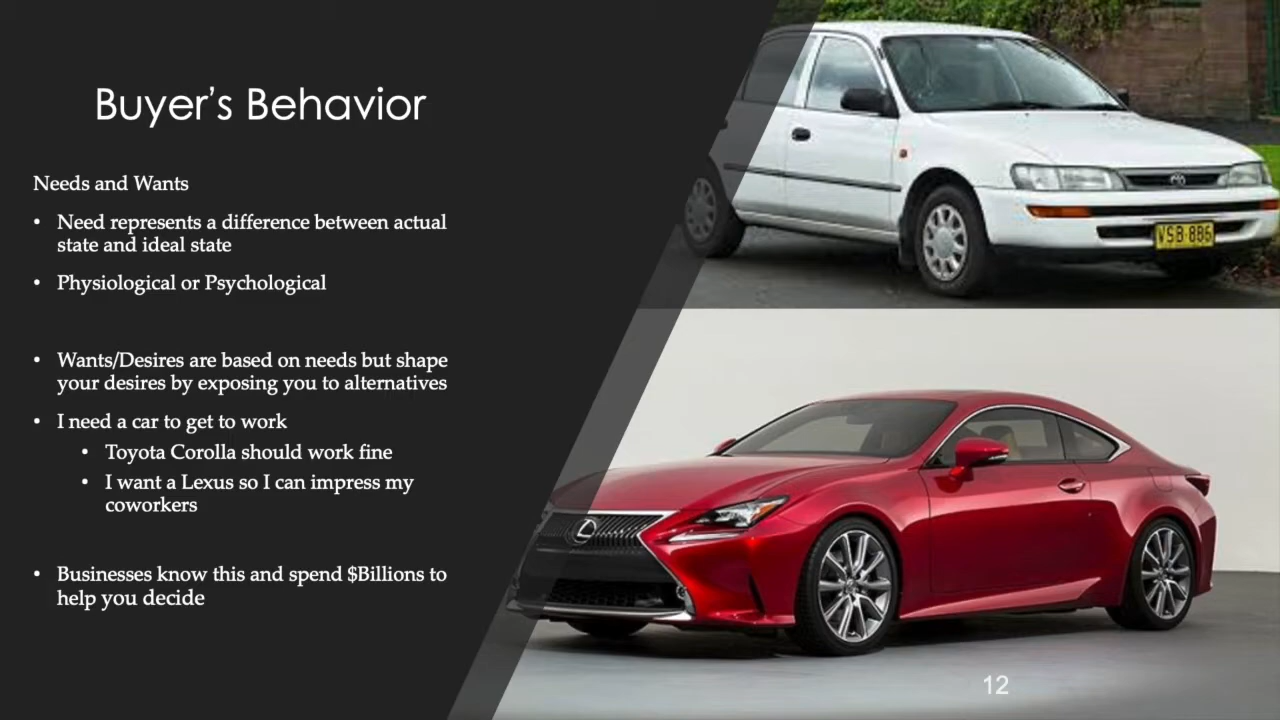 Buyer's Behavior
Needs and Wants
• Need represents a difference between actual
state and ideal state
• Physiological or Psychological
• Wants/Desires are based on needs but shape
your desires by exposing you to alternatives
• I need a car to get to work
• Toyota Corolla should work fine
• I want a Lexus so I can impress my
coworkers
• Businesses know this and spend $Billions to
help you decide
VSB 886
12